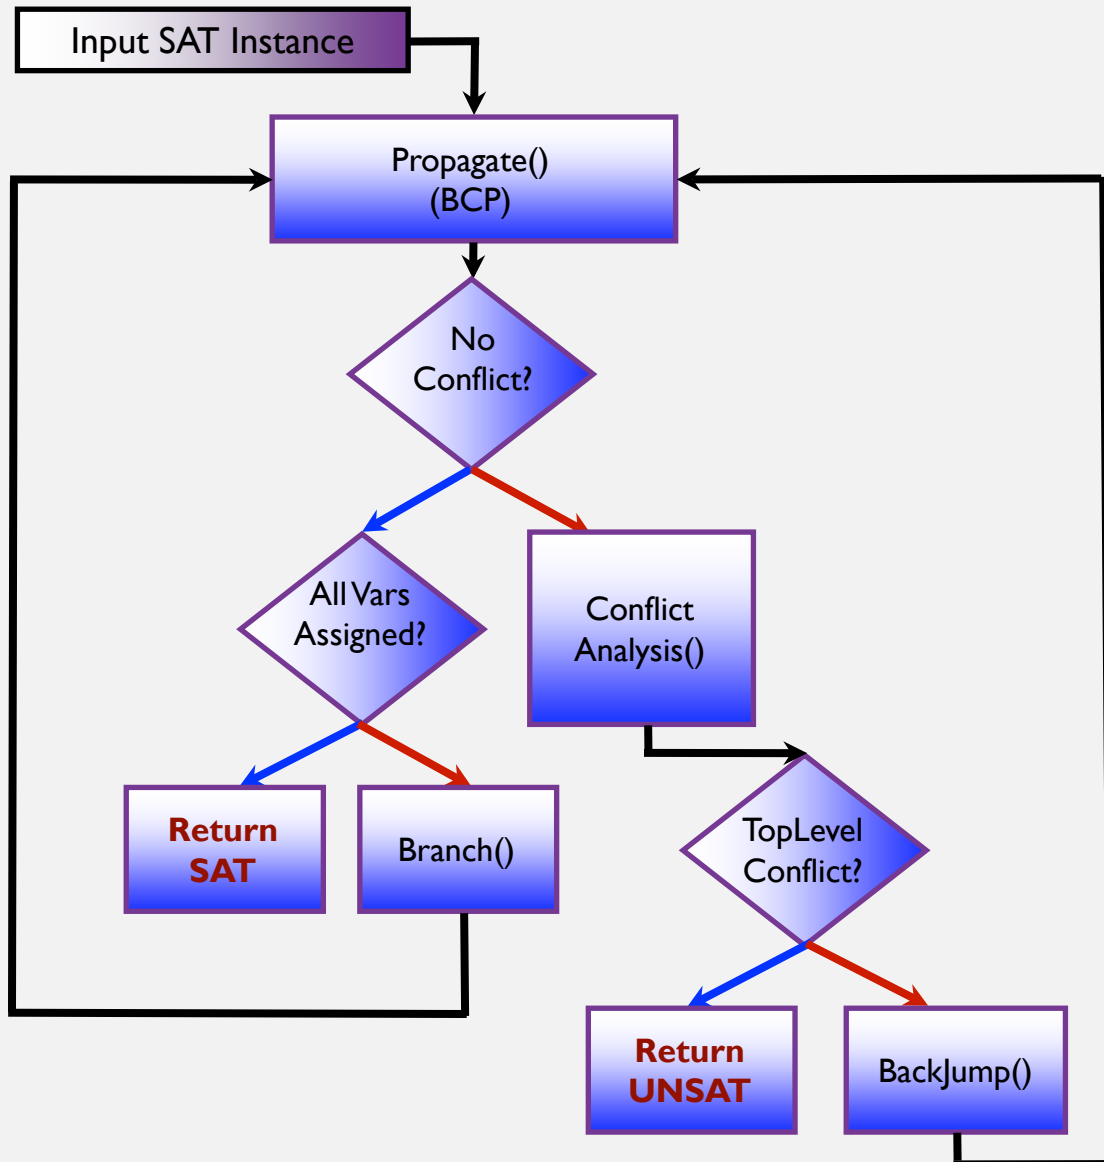 Input SAT Instance
Propagate()
(BCP)
No
Conflict?
All Vars
Assigned?
Conflict
Analysis()
Return
SAT
Branch()
TopLevel
Conflict?
Return
UNSAT
BackJump()